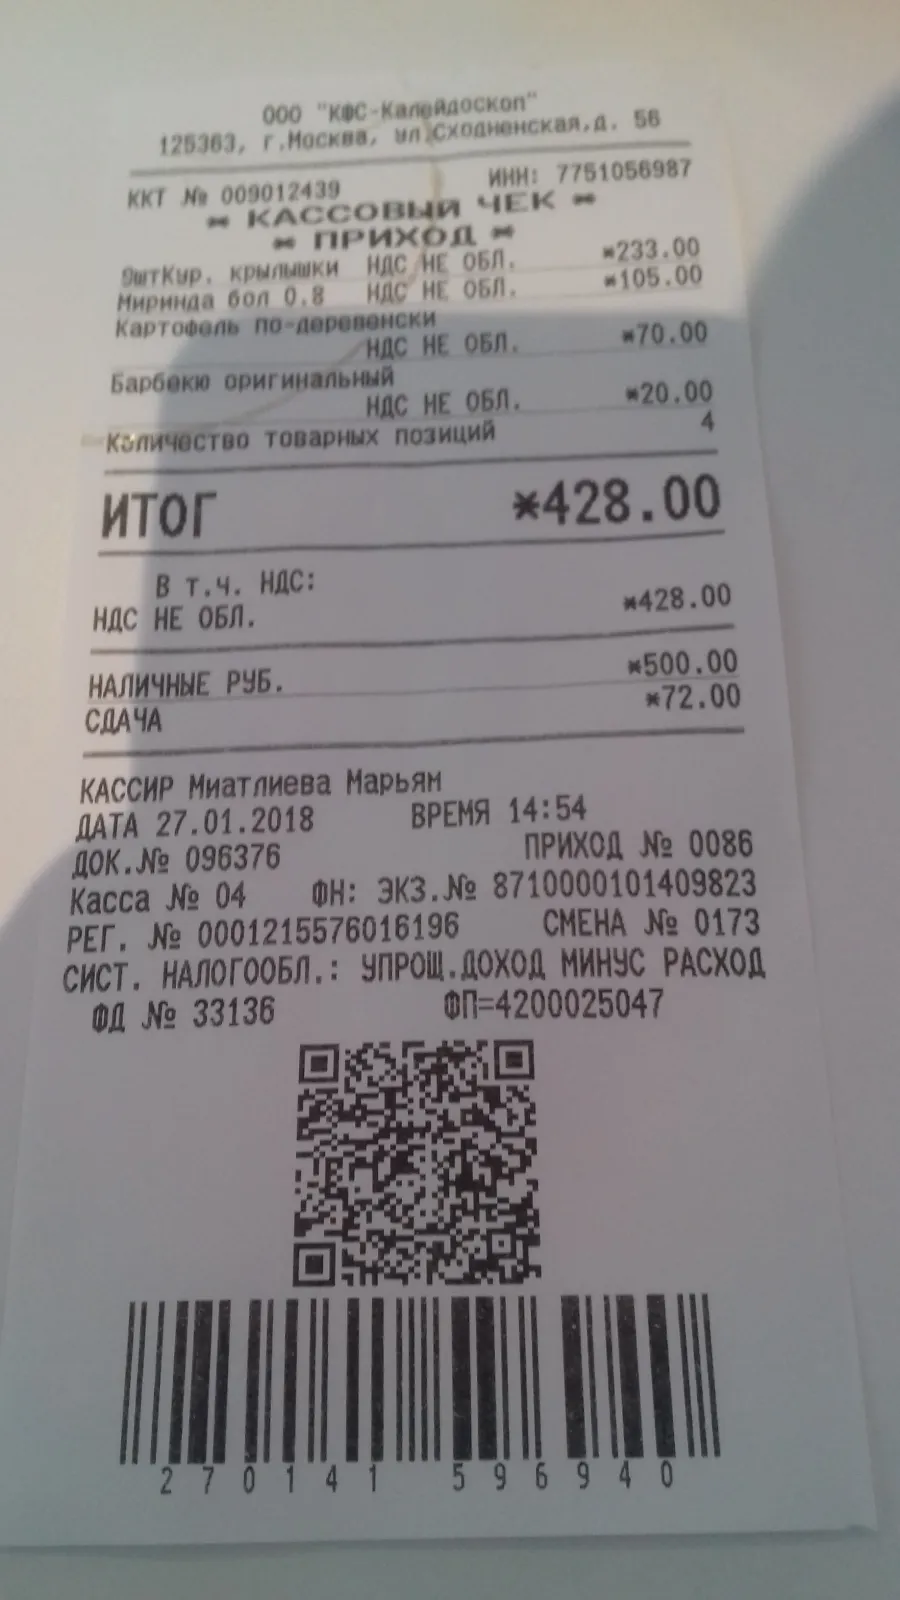 ООО "КФС-Калейдоскоп"
125363, г.Москва, ул Сходненская,д. 56
ККТ № 009012439 ИНН: 7751056987
* КАССОВЫЙ ЧЕК *
* ПРИХОД *
9штКур. крылышки НДС НЕ ОБЛ. *233.00
Миринда бол 0.8 НДС НЕ ОБЛ. *105.00
Картофель по-деревенски
НДС НЕ ОБЛ. *70.00
Барбекю оригинальный
НДС НЕ ОБЛ. *20.00
Количество товарных позиций 4
ИТОГ *428.00
В т.ч. НДС:
НДС НЕ ОБЛ. *428.00
НАЛИЧНЫЕ РУБ. *500.00
СДАЧА *72.00
КАССИР Миатлиева Марьям
ДАТА 27.01.2018 ВРЕМЯ 14:54
ДОК.№ 096376 ПРИХОД № 0086
Касса № 04 ФН: ЭКЗ.№ 8710000101409823
РЕГ. № 0001215576016196 СМЕНА № 0173
СИСТ. НАЛОГООБЛ.: УПРОЩ.ДОХОД МИНУС РАСХОД
ФД № 33136 ФП=4200025047
270141 596940